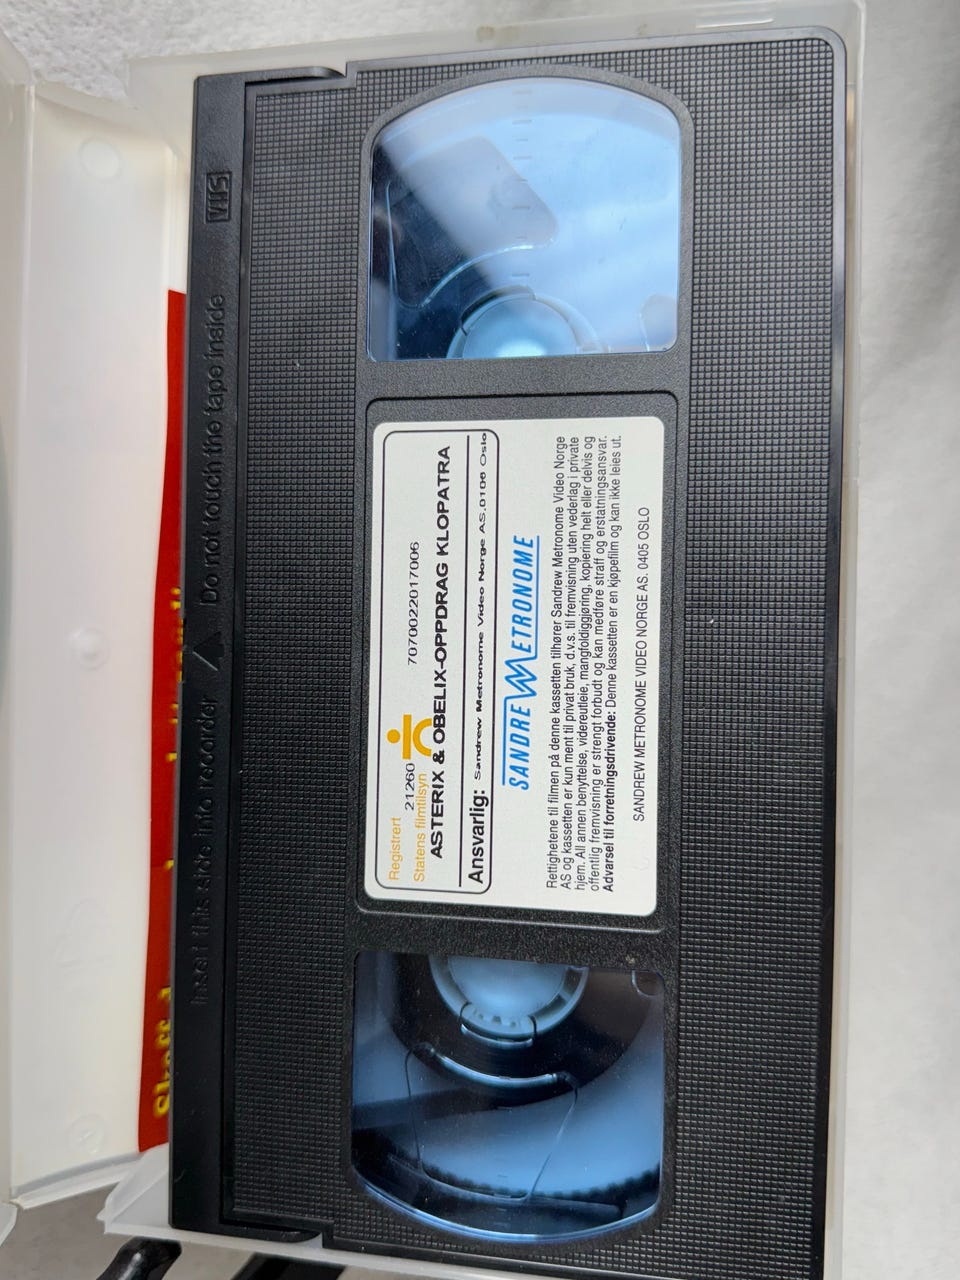 VHS
Insert this side into recorder Do not touch the tape inside
Registrert
Statens filmtilsyn
21260
7070022017006
ASTERIX & OBELIX-OPPDRAG KLOPATRA
Ansvarlig: Sandrew Metronome Video Norge AS.0106 Oslo
SANDREW METRONOME
Rettighetene til filmen på denne kassetten tilhører Sandrew Metronome Video Norge
AS og kassetten er kun ment til privat bruk, d.v.s. til fremvisning uten vederlag i private
hjem. All annen benyttelse, videreutleie, mangfoldiggjøring, kopiering helt eller delvis og
offentlig fremvisning er strengt forbudt og kan medføre straff og erstatningsansvar.
Advarsel til forretningsdrivende: Denne kassetten er en kjøpefilm og kan ikke leies ut.
SANDREW METRONOME VIDEO NORGE AS. 0405 OSLO